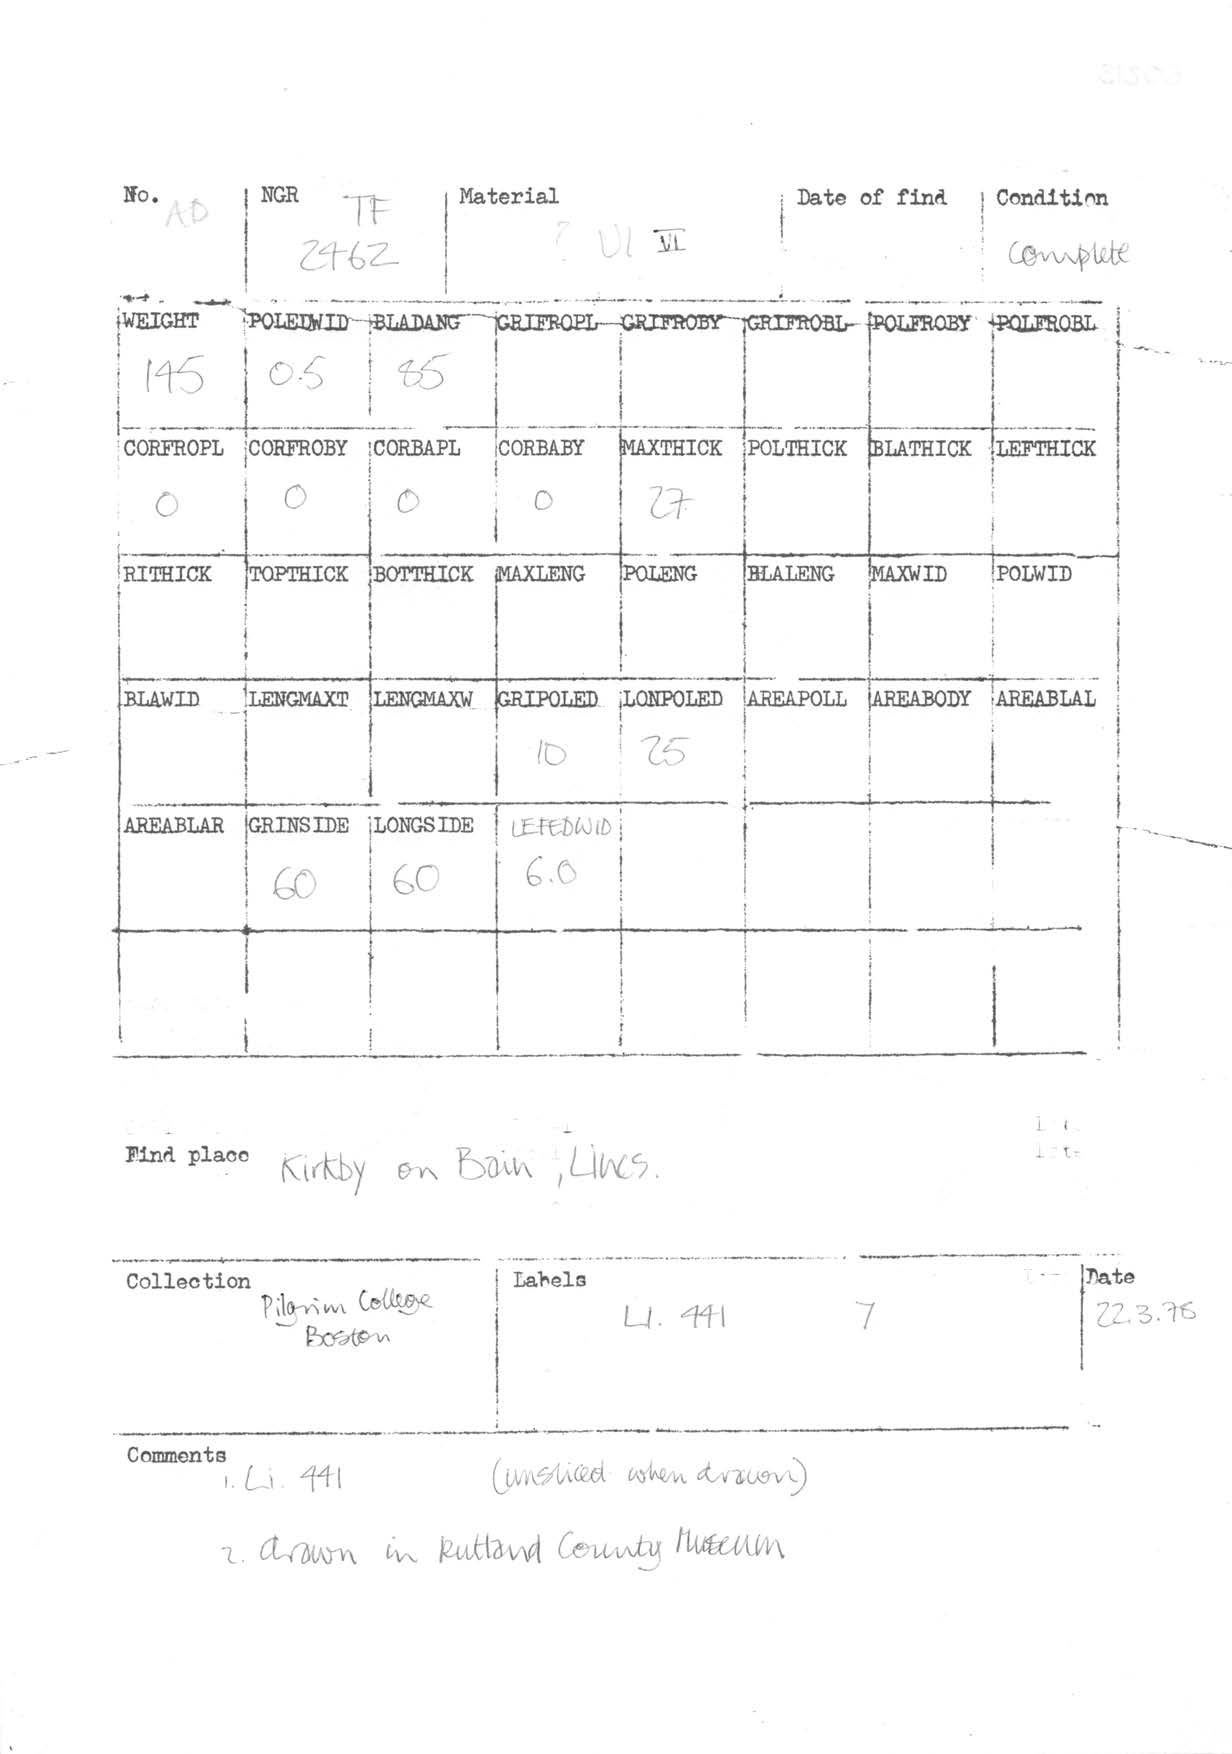 No. NGR Material Date of find Condition
AD TF
2462 ? VI VI complete
WEIGHT POLEDWID BLADANG GRIFROPL GRIFROBY GRIFROBL POLFROBY POLFROBL
145 0.5 85
CORFROPL CORFROBY CORBAPL CORBABY MAXTHICK POLTHICK BLATHICK LEFTHICK
0 0 0 0 27
RITHICK TOPTHICK BOTTHICK MAXLENG POLENG BLALENG MAXWID POLWID
BLAWID LENGMAXT LENGMAXW GRIPOLED LONPOLED AREAPOLL AREABODY AREABLAL
10 25
AREABLAR GRINSIDE LONGSIDE LEFEDWID
60 60 6.0
Find place Kirkby on Bain, Lincs.
Collection Labels Date
Pilgrim College LI. 441 7 22.3.78
Boston
Comments
1. Li. 441 (unsliced when drawn)
2. drawn in Rutland County Museum